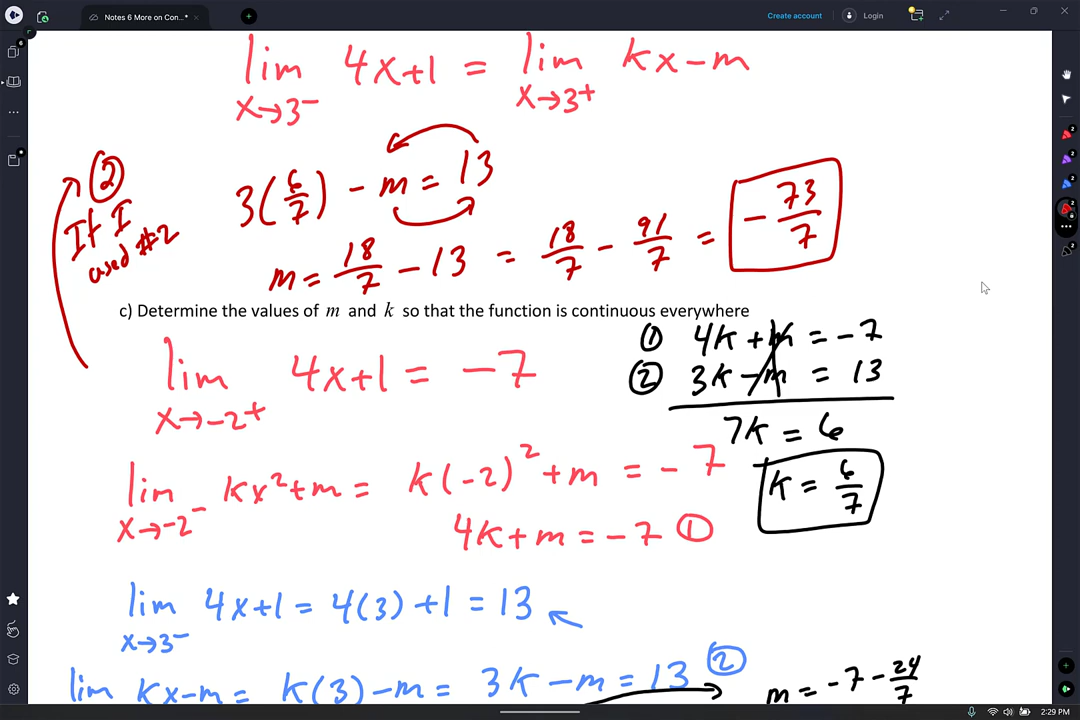 Notes 6 More on Con...*
Create account
Login
lim x→3⁻ 4x+1 = lim x→3⁺ kx−m
② If I used #2
3(6/7) − m = 13
m = 18/7 − 13 = 18/7 − 91/7 = −73/7
c) Determine the values of m and k so that the function is continuous everywhere
① 4k + m = −7
② 3k − m = 13
7k = 6
k = 6/7
lim x→−2⁺ 4x+1 = −7
lim x→−2⁻ kx²+m = k(−2)² + m = −7
4k+m = −7 ①
lim x→3⁻ 4x+1 = 4(3)+1 = 13
lim kx−m = k(3)−m = 3k−m = 13 ②
m = −7 − 24/7
2:29 PM